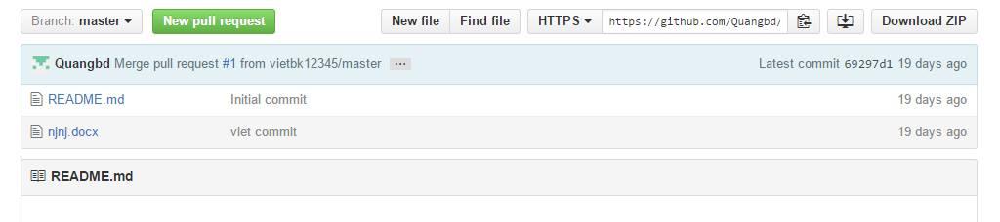 Branch: master New pull request New file Find file HTTPS https://github.com/Quangbd/ Download ZIP
Quangbd Merge pull request #1 from vietbk12345/master ... Latest commit 69297d1 19 days ago
README.md Initial commit 19 days ago
njnj.docx viet commit 19 days ago
README.md